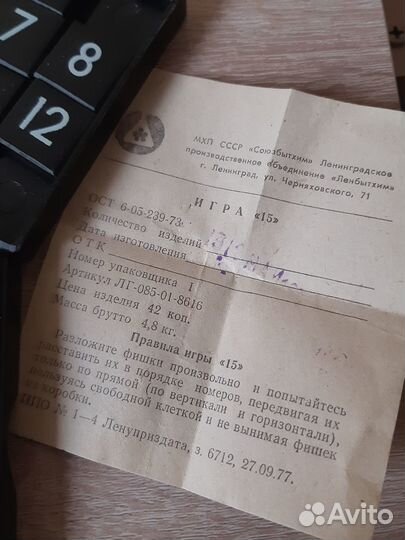 7
8
12
МХП СССР «Союзбытхим» Ленинградское
производственное объединение «Ленбытхим»
г. Ленинград, ул. Черняховского, 71
ИГРА «15»
ОСТ 6-05-239-73.
Количество изделий
Дата изготовления
ОТК
Номер упаковщика 1
Артикул ЛГ-085-01-8616
Цена изделия 42 коп.
Масса брутто 4,8 кг.
Правила игры «15»
Разложите фишки произвольно и попытайтесь
расставить их в порядке номеров, передвигая их
только по прямой (по вертикали и горизонтали),
пользуясь свободной клеткой и не вынимая фишек
из коробки.
ИПО № 1—4 Ленуприздата, з. 6712, 27.09.77.
Avito